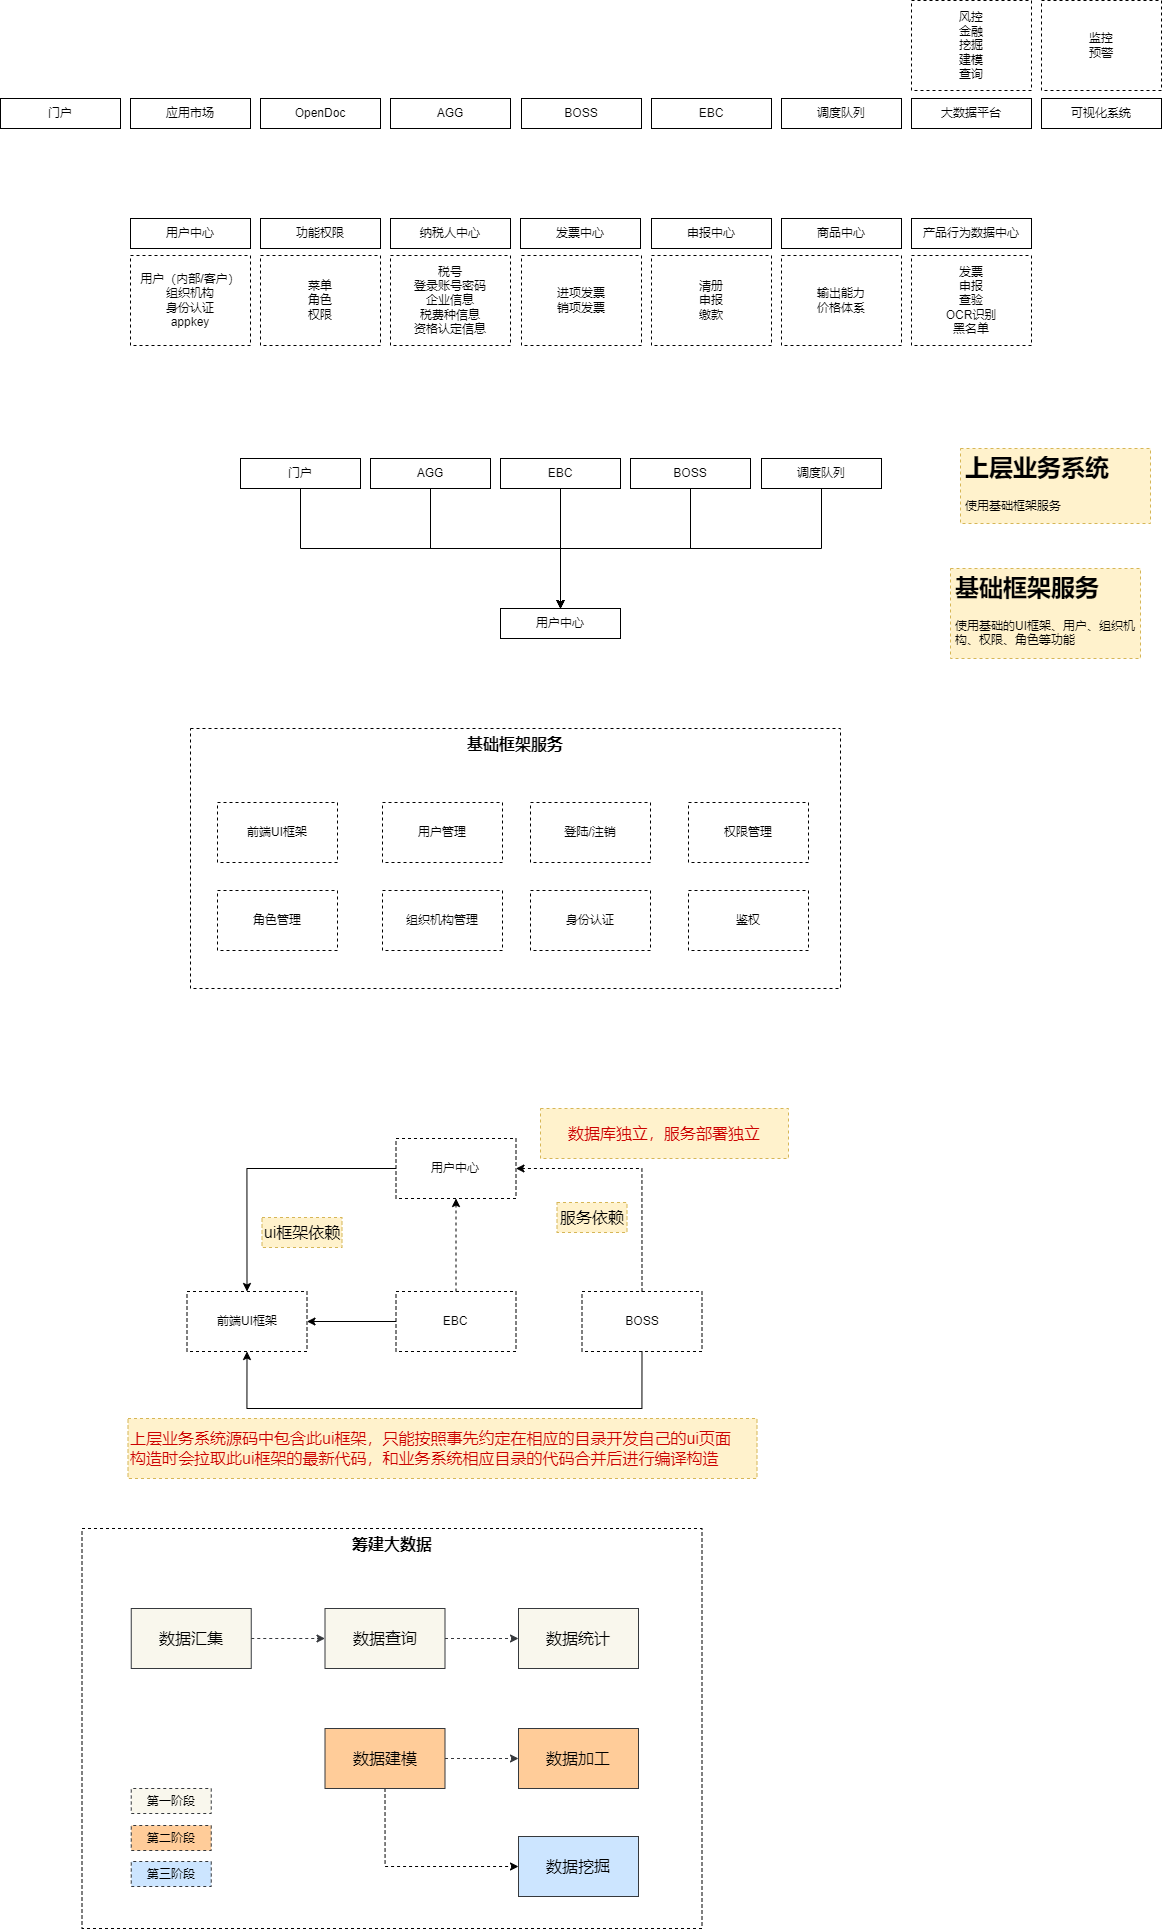 风控
金融
挖掘
建模
查询
监控
预警
门户
应用市场
OpenDoc
AGG
BOSS
EBC
调度队列
大数据平台
可视化系统
用户中心
功能权限
纳税人中心
发票中心
申报中心
商品中心
产品行为数据中心
用户（内部/客户）
组织机构
身份认证
appkey
菜单
角色
权限
税号
登录账号密码
企业信息
税费种信息
资格认定信息
进项发票
销项发票
清册
申报
缴款
输出能力
价格体系
发票
申报
查验
OCR识别
黑名单
门户
AGG
EBC
BOSS
调度队列
用户中心
上层业务系统
使用基础框架服务
基础框架服务
使用基础的UI框架、用户、组织机
构、权限、角色等功能
基础框架服务
前端UI框架
用户管理
登陆/注销
权限管理
角色管理
组织机构管理
身份认证
鉴权
数据库独立，服务部署独立
用户中心
服务依赖
ui框架依赖
前端UI框架
EBC
BOSS
上层业务系统源码中包含此ui框架，只能按照事先约定在相应的目录开发自己的ui页面
构造时会拉取此ui框架的最新代码，和业务系统相应目录的代码合并后进行编译构造
筹建大数据
数据汇集
数据查询
数据统计
数据建模
数据加工
数据挖掘
第一阶段
第二阶段
第三阶段